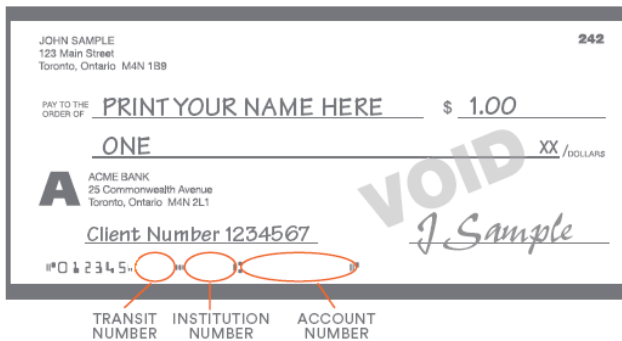 JOHN SAMPLE
242
123 Main Street
Toronto, Ontario M4N 1B9
PAY TO THE
ORDER OF PRINT YOUR NAME HERE $ 1.00
ONE XX /DOLLARS
VOID
A
ACME BANK
25 Commonwealth Avenue
Toronto, Ontario M4N 2L1
Client Number 1234567 J Sample
⑈012345⑈
TRANSIT NUMBER
INSTITUTION NUMBER
ACCOUNT NUMBER